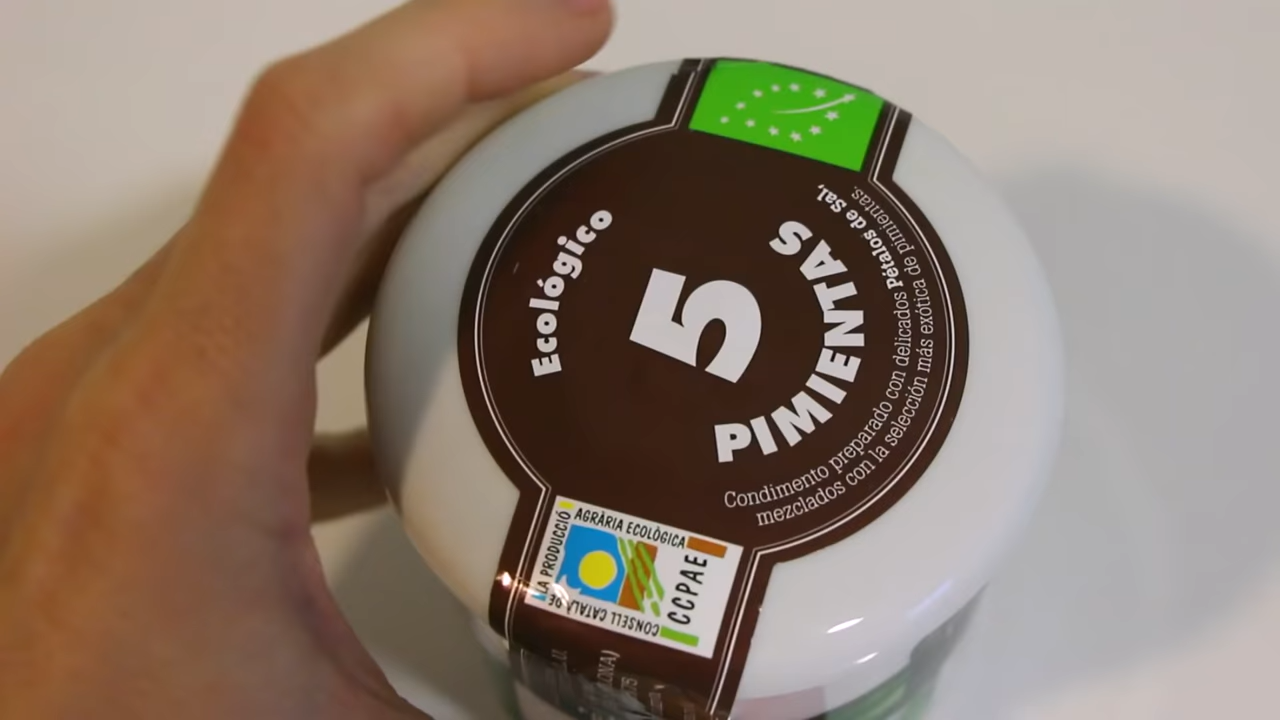 Ecológico
5
PIMIENTAS
Condimento preparado con delicados Pétalos de Sal,
mezclados con la selección más exótica de pimientas.
CONSELL CATALÀ DE
LA PRODUCCIÓ
AGRÀRIA ECOLÒGICA
CCPAE